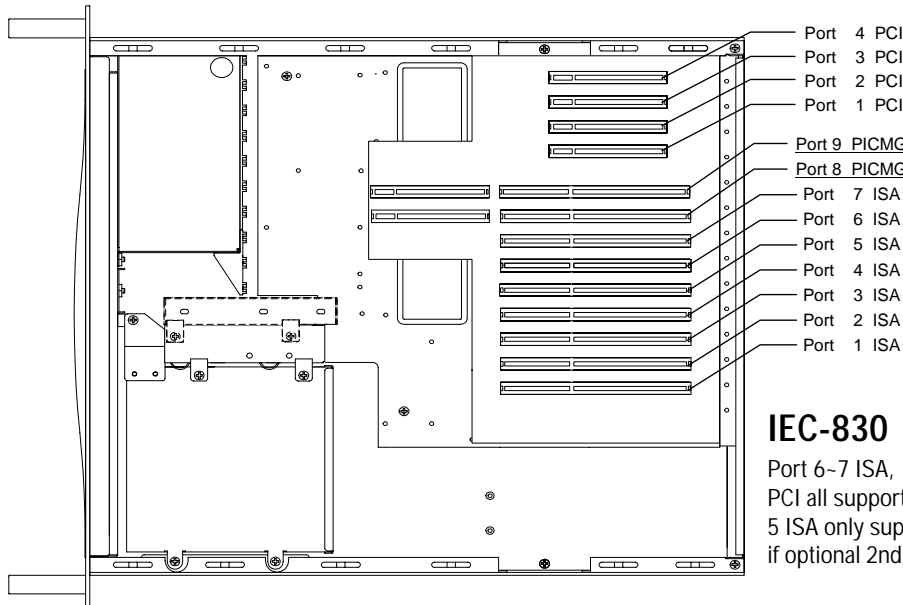 Port 4 PCI
Port 3 PCI
Port 2 PCI
Port 1 PCI
Port 9 PICMG
Port 8 PICMG
Port 7 ISA
Port 6 ISA
Port 5 ISA
Port 4 ISA
Port 3 ISA
Port 2 ISA
Port 1 ISA
IEC-830
Port 6~7 ISA,
PCI all support
5 ISA only sup
if optional 2nd